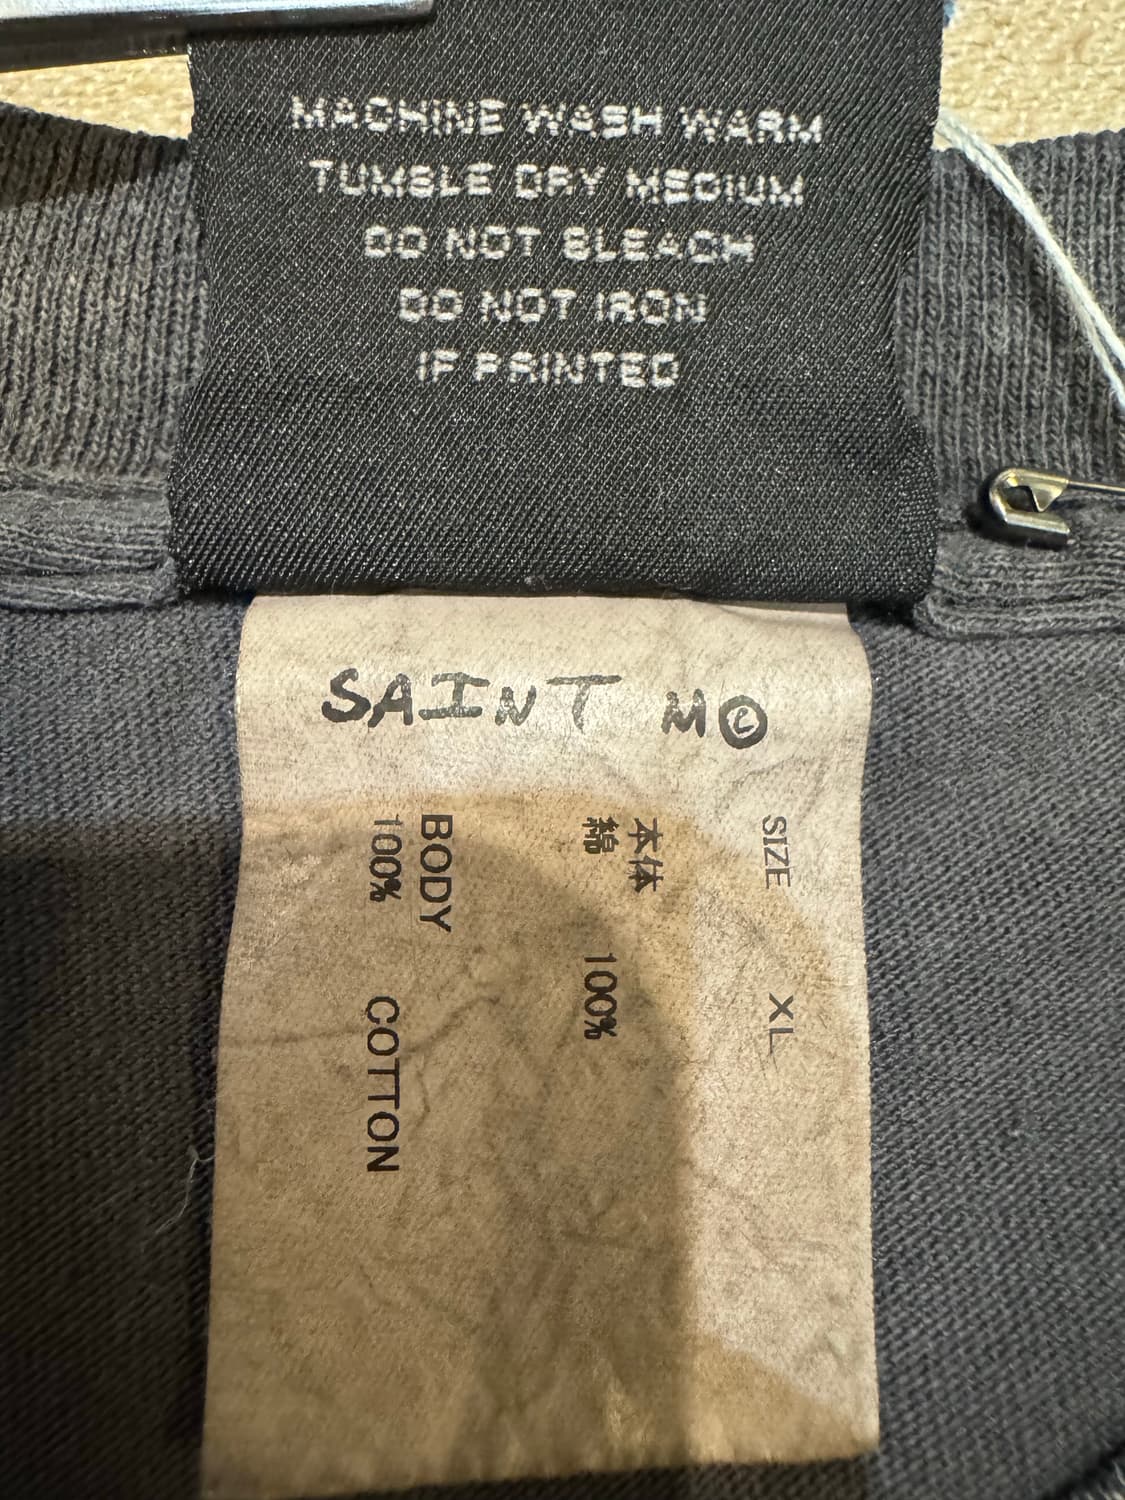 MACHINE WASH WARM
TUMBLE DRY MEDIUM
DO NOT BLEACH
DO NOT IRON
IF PRINTED
SAINT M©
SIZE XL
本体
綿 100%
BODY
100% COTTON